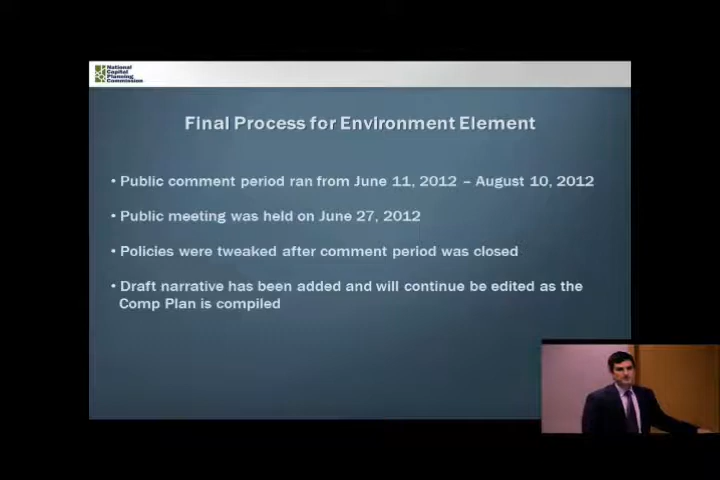 National
Capital
Planning
Commission
Final Process for Environment Element
• Public comment period ran from June 11, 2012 – August 10, 2012
• Public meeting was held on June 27, 2012
• Policies were tweaked after comment period was closed
• Draft narrative has been added and will continue be edited as the
Comp Plan is compiled